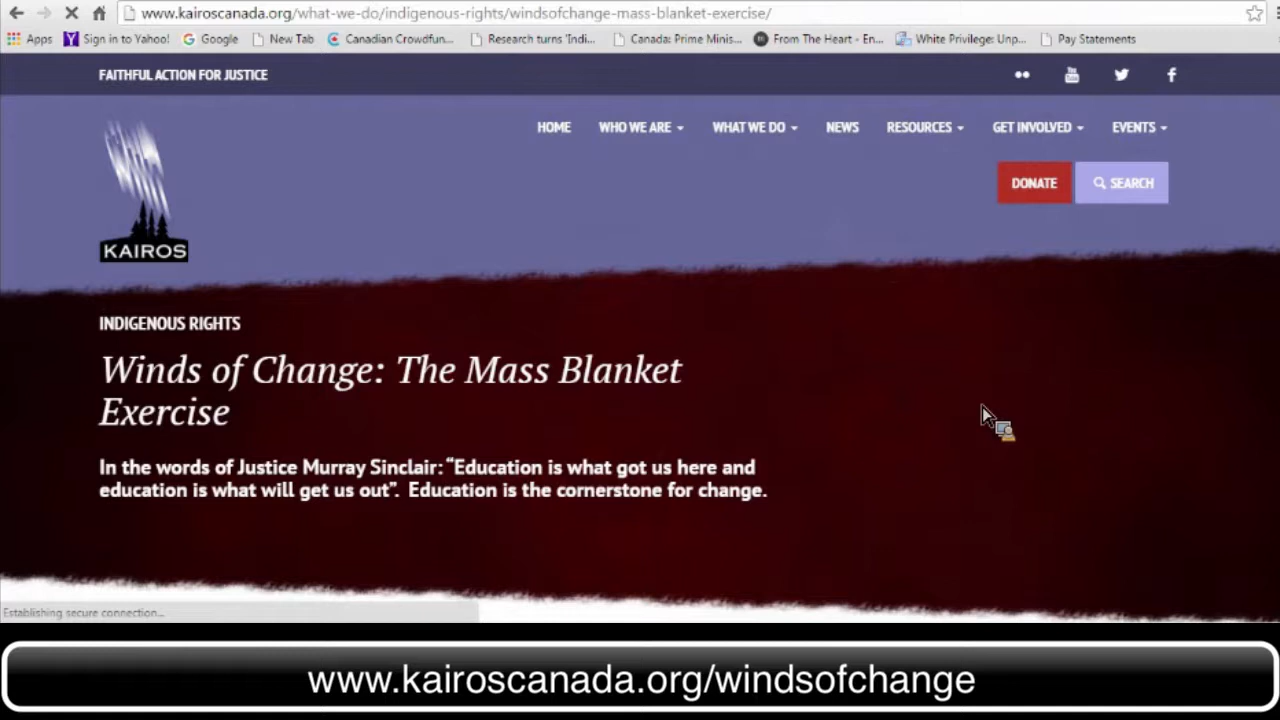 www.kairoscanada.org/what-we-do/indigenous-rights/windsofchange-mass-blanket-exercise/
Apps Sign in to Yahoo! Google New Tab Canadian Crowdfun... Research turns 'Indi... Canada: Prime Minis... From The Heart - En... White Privilege: Unp... Pay Statements
FAITHFUL ACTION FOR JUSTICE
HOME WHO WE ARE WHAT WE DO NEWS RESOURCES GET INVOLVED EVENTS
DONATE SEARCH
KAIROS
INDIGENOUS RIGHTS
Winds of Change: The Mass Blanket
Exercise
In the words of Justice Murray Sinclair: “Education is what got us here and
education is what will get us out”. Education is the cornerstone for change.
Establishing secure connection...
www.kairoscanada.org/windsofchange